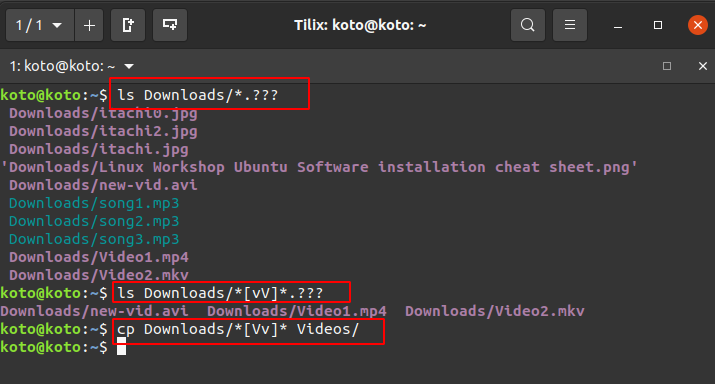 1 / 1 Tilix: koto@koto: ~
1: koto@koto: ~
koto@koto:~$ ls Downloads/*.???
Downloads/itachi0.jpg
Downloads/itachi2.jpg
Downloads/itachi.jpg
'Downloads/Linux Workshop Ubuntu Software installation cheat sheet.png'
Downloads/new-vid.avi
Downloads/song1.mp3
Downloads/song2.mp3
Downloads/song3.mp3
Downloads/Video1.mp4
Downloads/Video2.mkv
koto@koto:~$ ls Downloads/*[vV]*.???
Downloads/new-vid.avi  Downloads/Video1.mp4  Downloads/Video2.mkv
koto@koto:~$ cp Downloads/*[Vv]* Videos/
koto@koto:~$